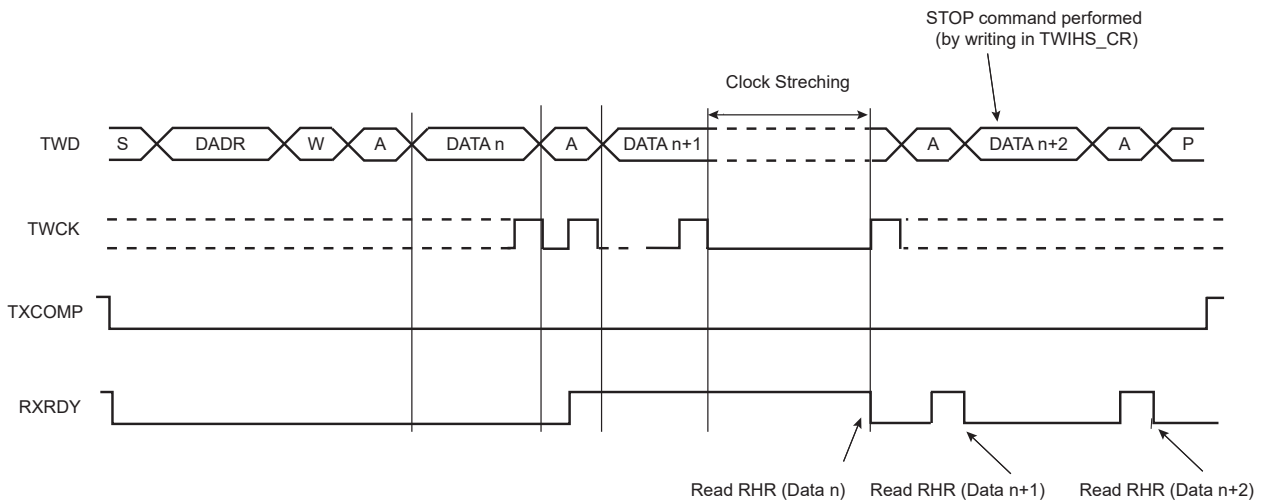 STOP command performed
(by writing in TWIHS_CR)
Clock Streching
TWD S DADR W A DATA n A DATA n+1 A DATA n+2 A P
TWCK
TXCOMP
RXRDY
Read RHR (Data n) Read RHR (Data n+1) Read RHR (Data n+2)